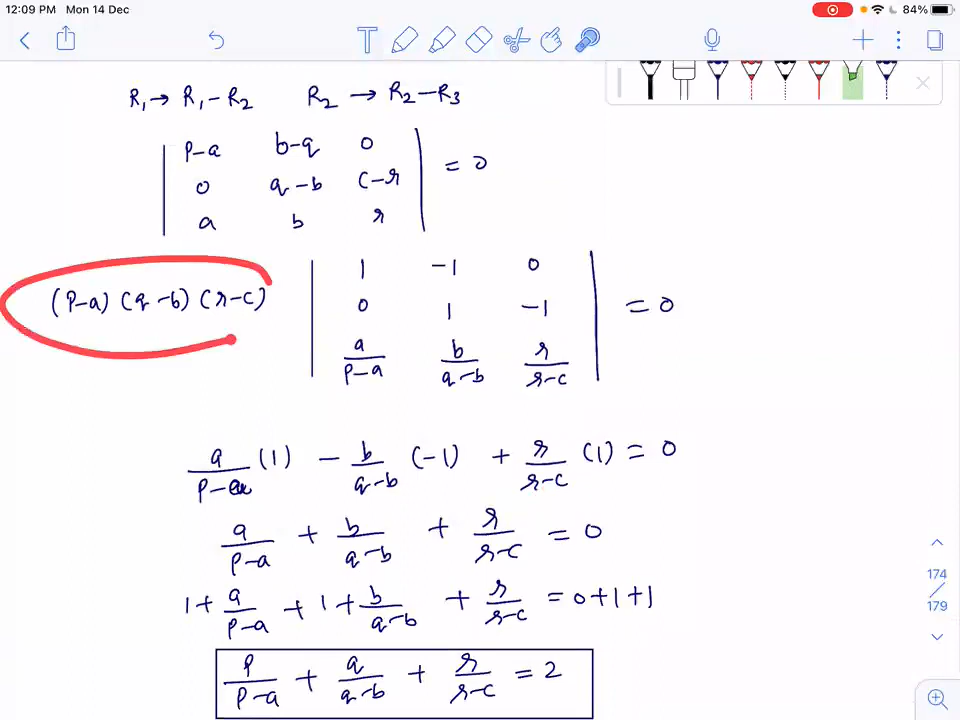 12:09 PM Mon 14 Dec 84%
R₁→ R₁-R₂ R₂ → R₂-R₃
| p-a b-q 0 |
| 0 q-b c-r | = 0
| a b r |
(p-a) (q-b) (r-c) | 1 -1 0 |
| 0 1 -1 | = 0
| a/(p-a) b/(q-b) r/(r-c) |
a/(p-a) (1) - b/(q-b) (-1) + r/(r-c) (1) = 0
a/(p-a) + b/(q-b) + r/(r-c) = 0
1+ a/(p-a) + 1+ b/(q-b) + r/(r-c) = 0+1+1
p/(p-a) + q/(q-b) + r/(r-c) = 2
174
/
179